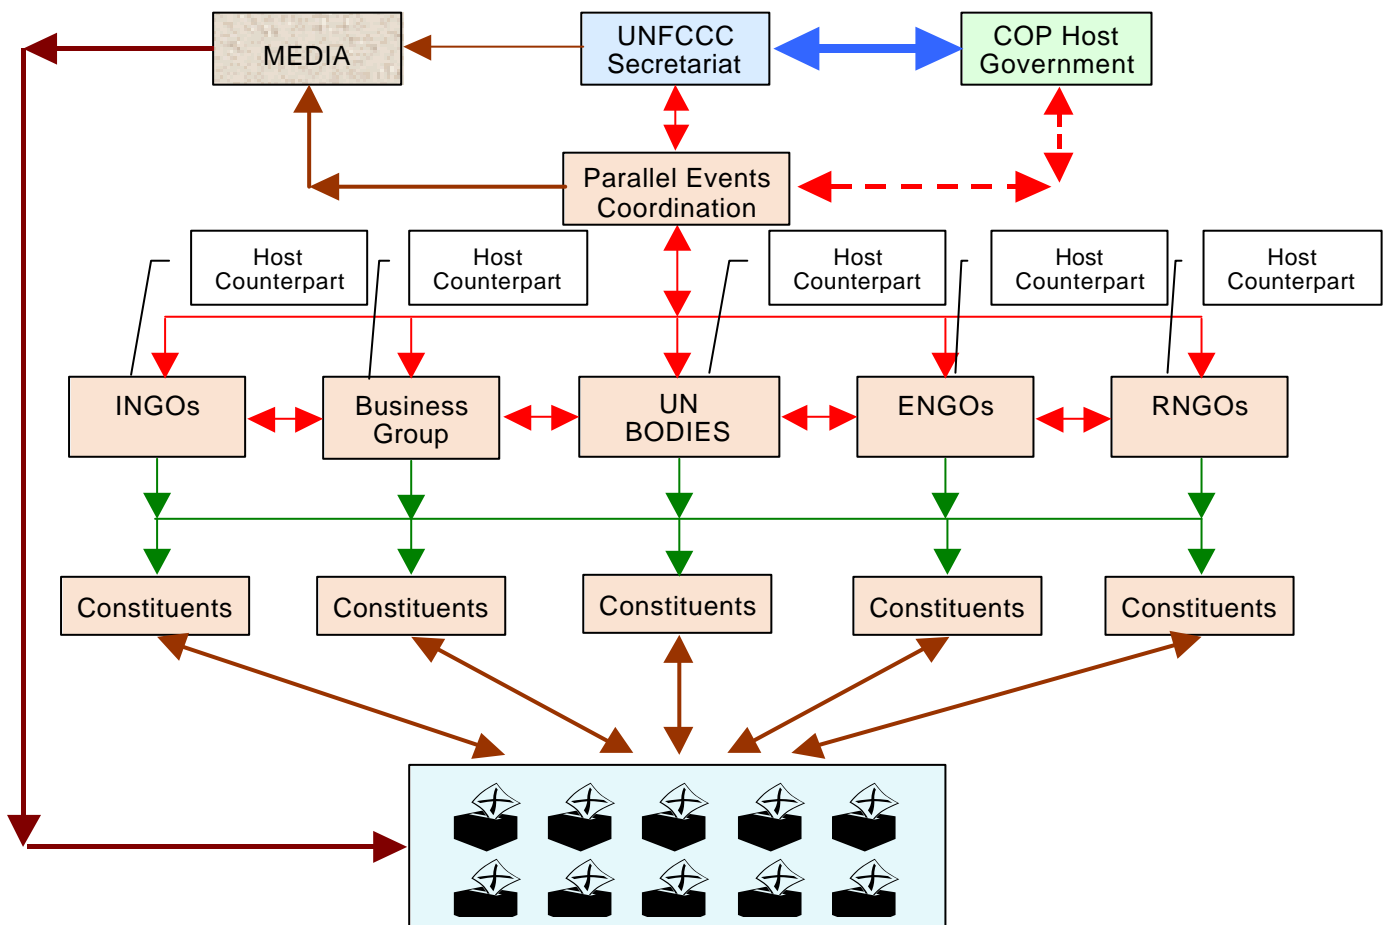 MEDIA
UNFCCC
Secretariat
COP Host
Government
Parallel Events
Coordination
Host
Counterpart
Host
Counterpart
Host
Counterpart
Host
Counterpart
Host
Counterpart
INGOs
Business
Group
UN
BODIES
ENGOs
RNGOs
Constituents
Constituents
Constituents
Constituents
Constituents